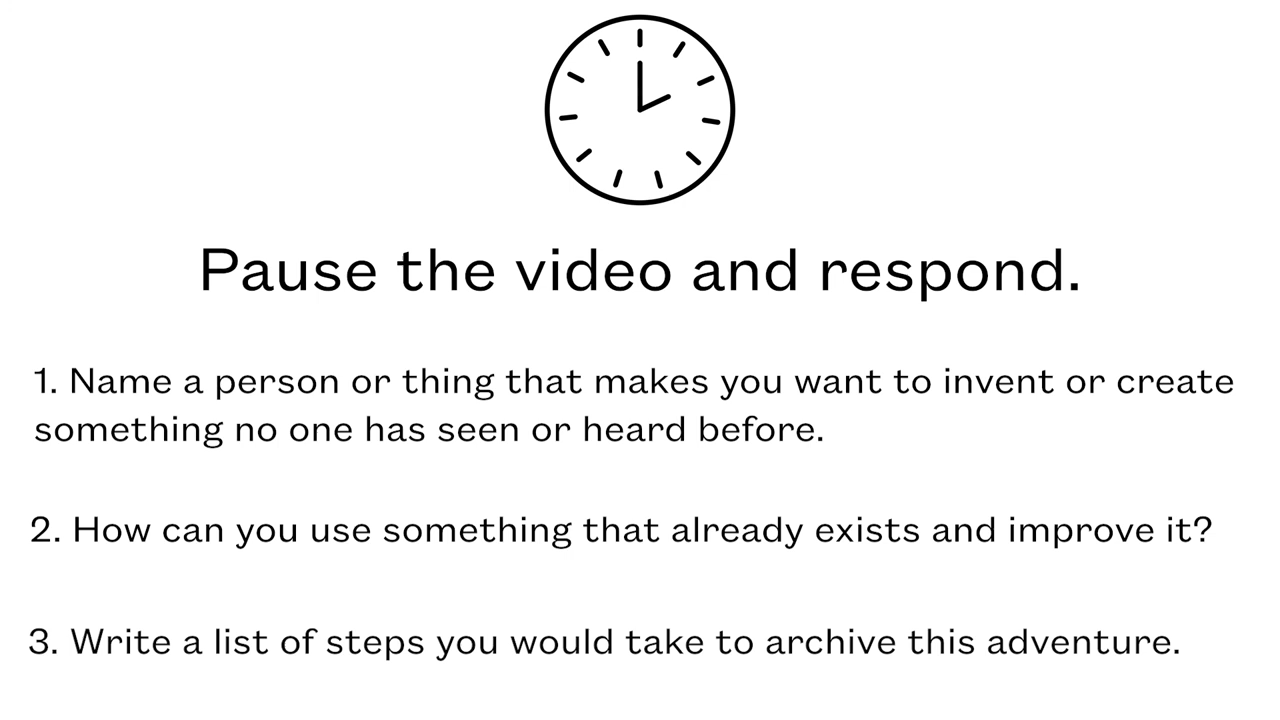 Pause the video and respond.
1. Name a person or thing that makes you want to invent or create
something no one has seen or heard before.
2. How can you use something that already exists and improve it?
3. Write a list of steps you would take to archive this adventure.